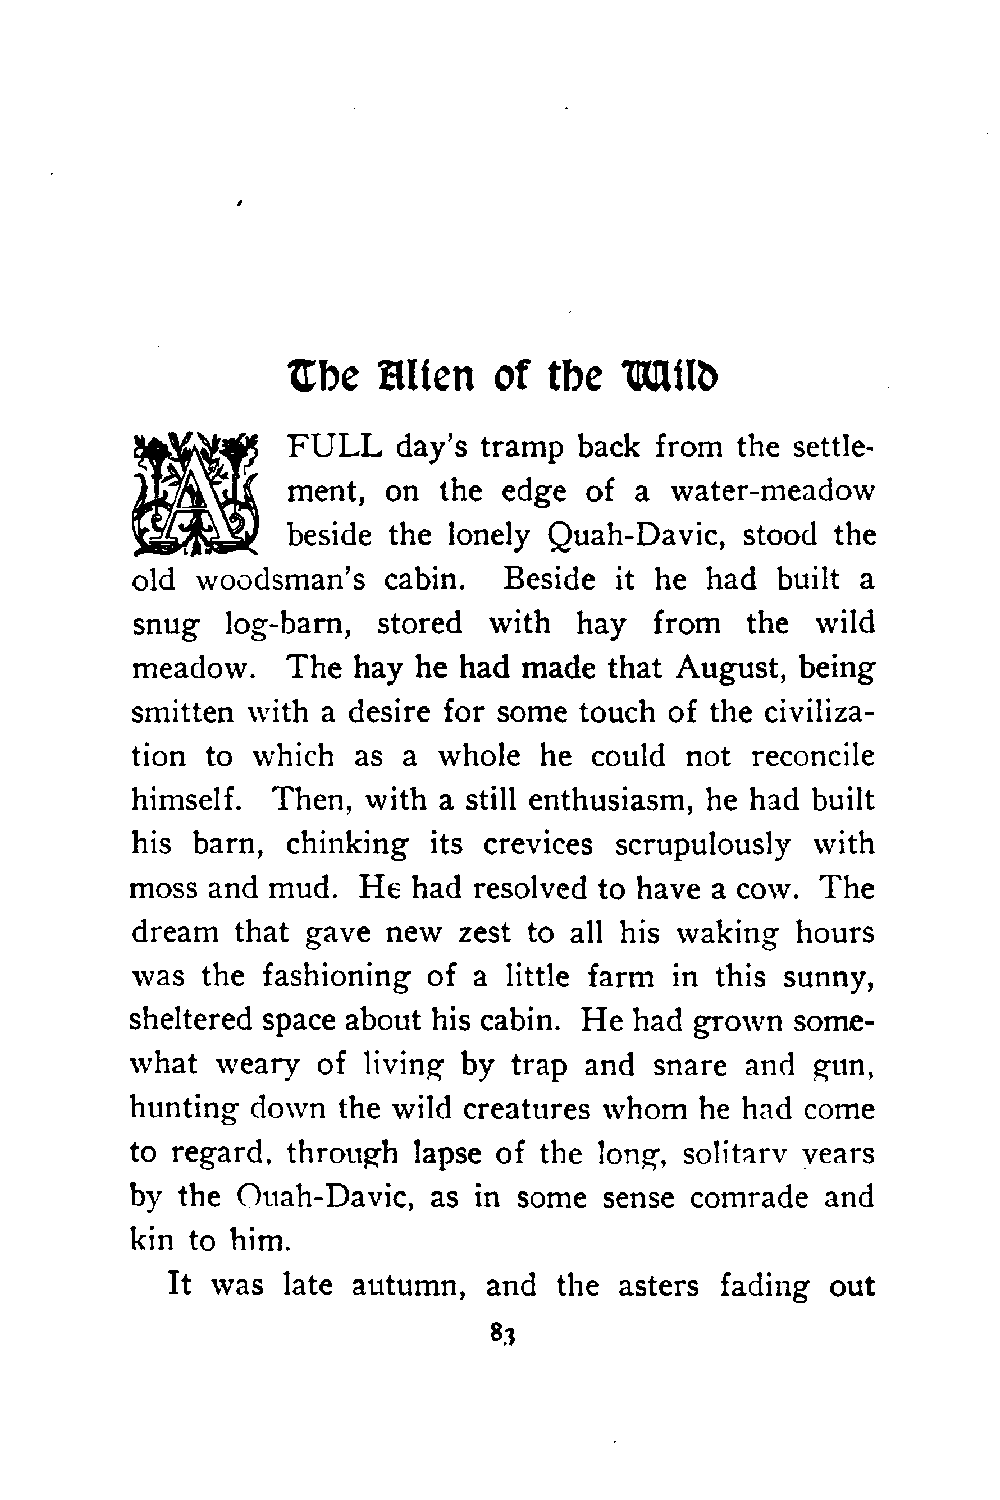 The Alien of the Wild
A FULL day's tramp back from the settle-
ment, on the edge of a water-meadow
beside the lonely Quah-Davic, stood the
old woodsman's cabin. Beside it he had built a
snug log-barn, stored with hay from the wild
meadow. The hay he had made that August, being
smitten with a desire for some touch of the civiliza-
tion to which as a whole he could not reconcile
himself. Then, with a still enthusiasm, he had built
his barn, chinking its crevices scrupulously with
moss and mud. He had resolved to have a cow. The
dream that gave new zest to all his waking hours
was the fashioning of a little farm in this sunny,
sheltered space about his cabin. He had grown some-
what weary of living by trap and snare and gun,
hunting down the wild creatures whom he had come
to regard, through lapse of the long, solitary years
by the Quah-Davic, as in some sense comrade and
kin to him.
It was late autumn, and the asters fading out
83